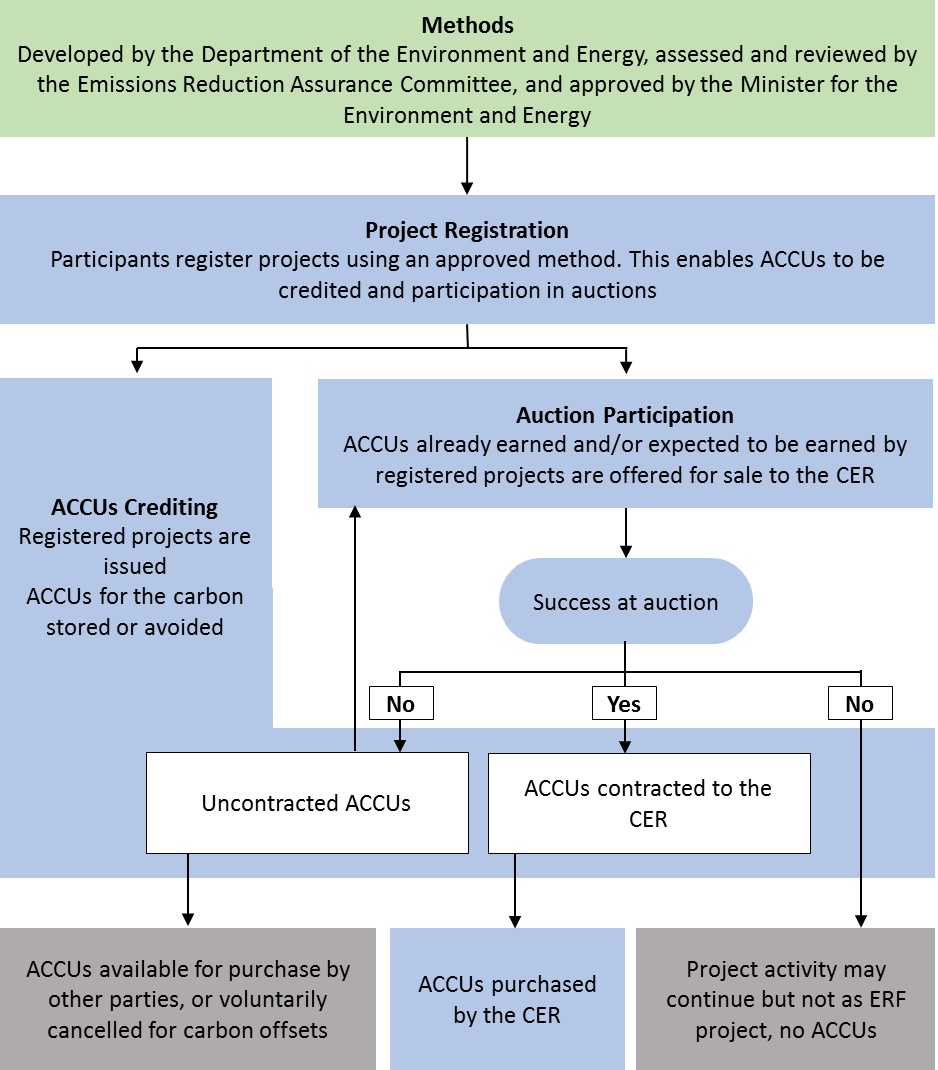 Methods
Developed by the Department of the Environment and Energy, assessed and reviewed by
the Emissions Reduction Assurance Committee, and approved by the Minister for the
Environment and Energy
Project Registration
Participants register projects using an approved method. This enables ACCUs to be
credited and participation in auctions
ACCUs Crediting
Registered projects are
issued
ACCUs for the carbon
stored or avoided
Auction Participation
ACCUs already earned and/or expected to be earned by
registered projects are offered for sale to the CER
Success at auction
No
Yes
No
Uncontracted ACCUs
ACCUs contracted to the
CER
ACCUs available for purchase by
other parties, or voluntarily
cancelled for carbon offsets
ACCUs purchased
by the CER
Project activity may
continue but not as ERF
project, no ACCUs